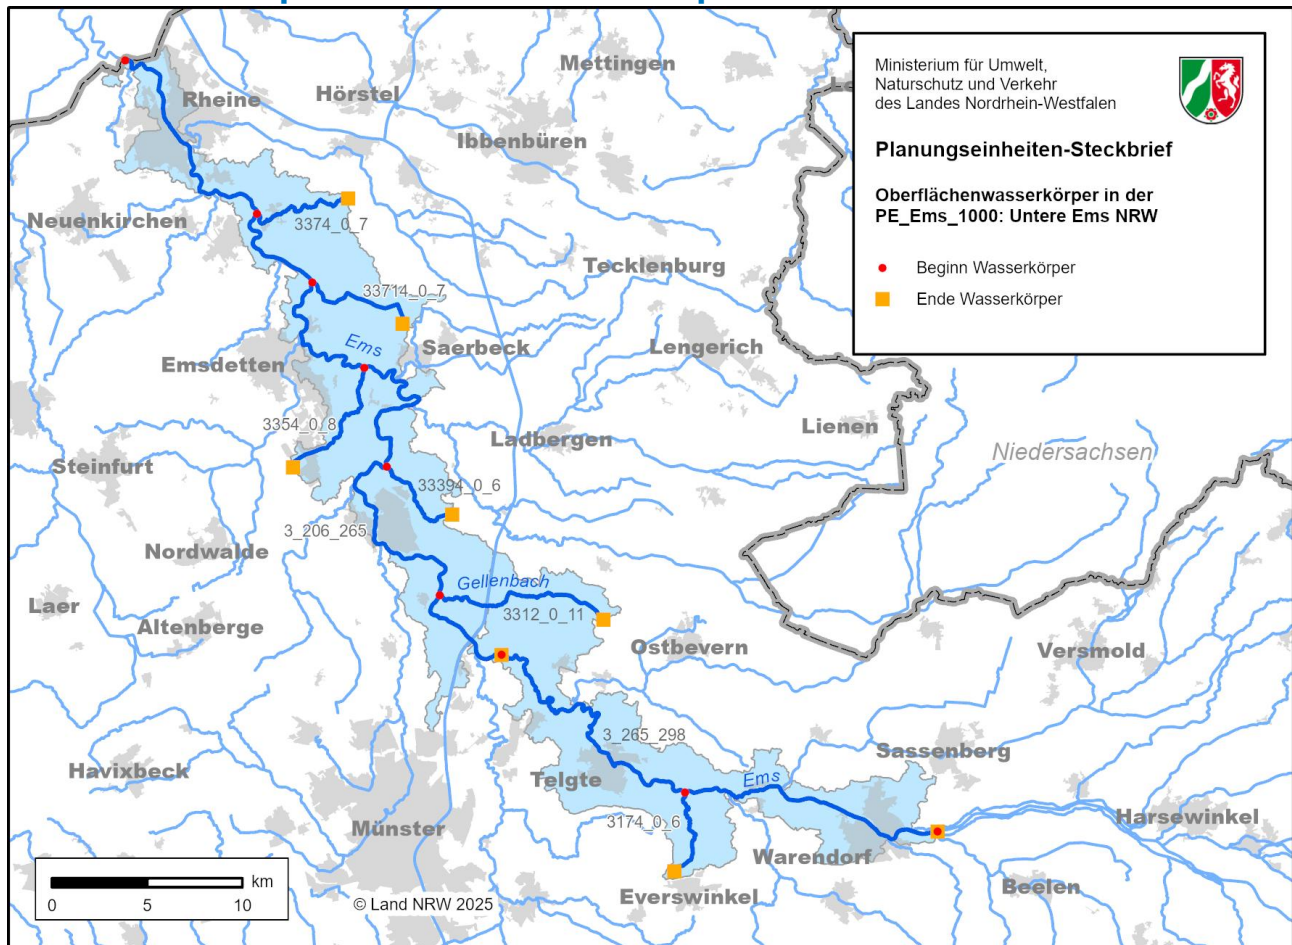 Ministerium für Umwelt,
Naturschutz und Verkehr
des Landes Nordrhein-Westfalen
Planungseinheiten-Steckbrief
Oberflächenwasserkörper in der
PE_Ems_1000: Untere Ems NRW
Beginn Wasserkörper
Ende Wasserkörper
Mettingen
Rheine
Hörstel
Ibbenbüren
Neuenkirchen
3374_0_7
Tecklenburg
33714_0_7
Ems
Saerbeck
Lengerich
Emsdetten
3354_0_8
Ladbergen
Lienen
Niedersachsen
Steinfurt
33394_0_6
3_206_265
Nordwalde
Gellenbach
Laer
3312_0_11
Altenberge
Ostbevern
Versmold
3_265_298
Sassenberg
Havixbeck
Telgte
Ems
3174_0_6
Münster
Harsewinkel
Warendorf
Beelen
Everswinkel
km
0 5 10
© Land NRW 2025